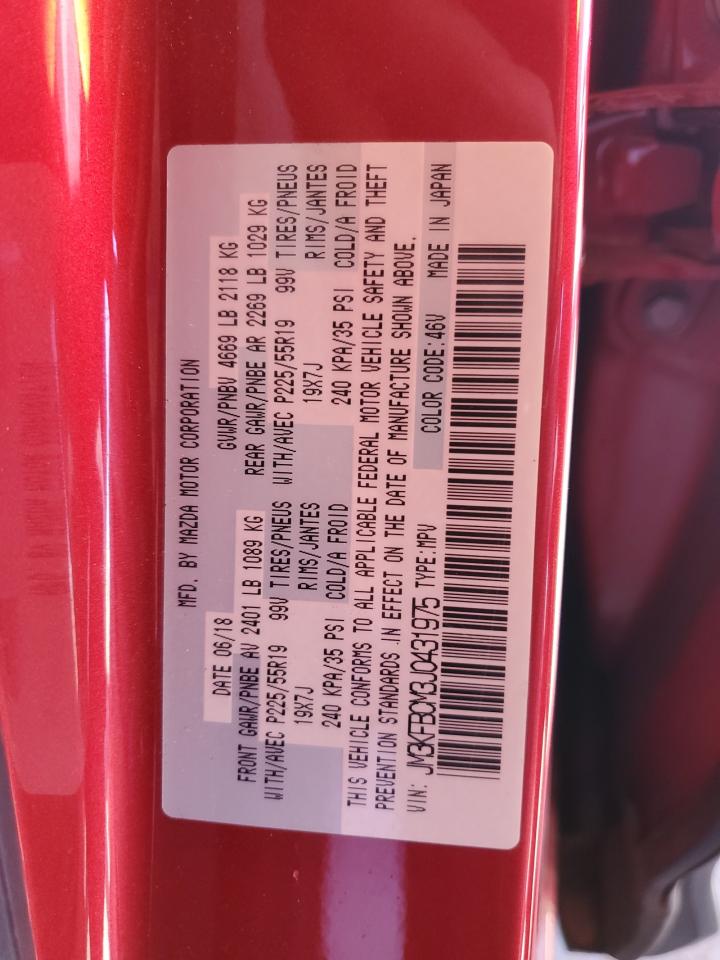 MFD. BY MAZDA MOTOR CORPORATION
DATE 06/18 GVWR/PNBV 4669 LB 2118 KG
FRONT GAWR/PNBE AV 2401 LB 1089 KG REAR GAWR/PNBE AR 2269 LB 1029 KG
WITH/AVEC P225/55R19 99V TIRES/PNEUS WITH/AVEC P225/55R19 99V TIRES/PNEUS
19X7J RIMS/JANTES 19X7J RIMS/JANTES
240 KPA/35 PSI COLD/A FROID 240 KPA/35 PSI COLD/A FROID
THIS VEHICLE CONFORMS TO ALL APPLICABLE FEDERAL MOTOR VEHICLE SAFETY AND THEFT
PREVENTION STANDARDS IN EFFECT ON THE DATE OF MANUFACTURE SHOWN ABOVE.
VIN: JM3KFBCM3J0431975 TYPE:MPV COLOR CODE:46V MADE IN JAPAN